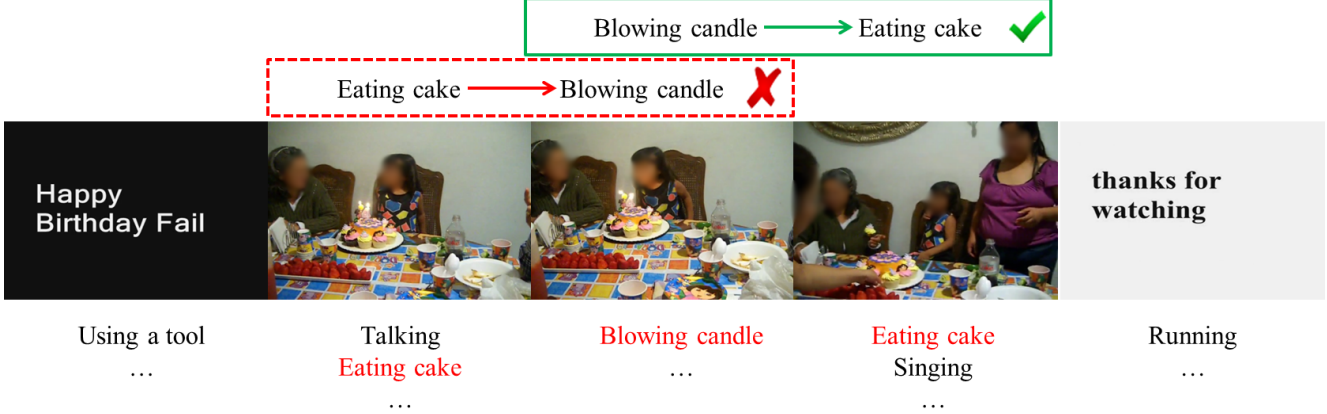 Blowing candle → Eating cake ✓
Eating cake → Blowing candle ✗
Happy
Birthday Fail
thanks for
watching
Using a tool
…
Talking
Eating cake
…
Blowing candle
…
Eating cake
Singing
…
Running
…